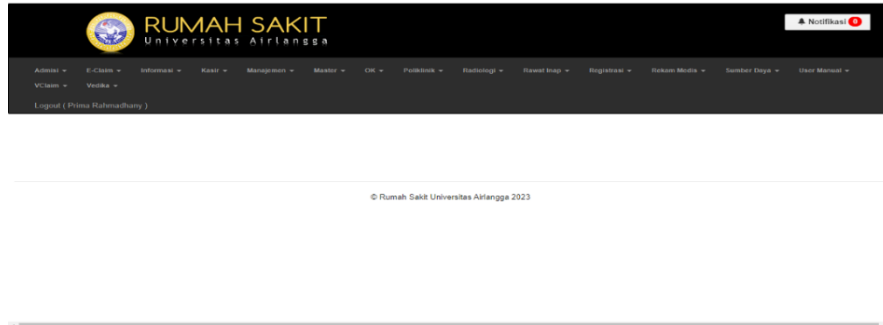 RUMAH SAKIT
Universitas Airlangga
Notifikasi 0
Admisi E-Claim Informasi Kasir Manajemen Master OK Poliklinik Radiologi Rawat Inap Registrasi Rekam Medis Sumber Daya User Manual
VClaim Vedika
Logout ( Prima Rahmadhany )
© Rumah Sakit Universitas Airlangga 2023